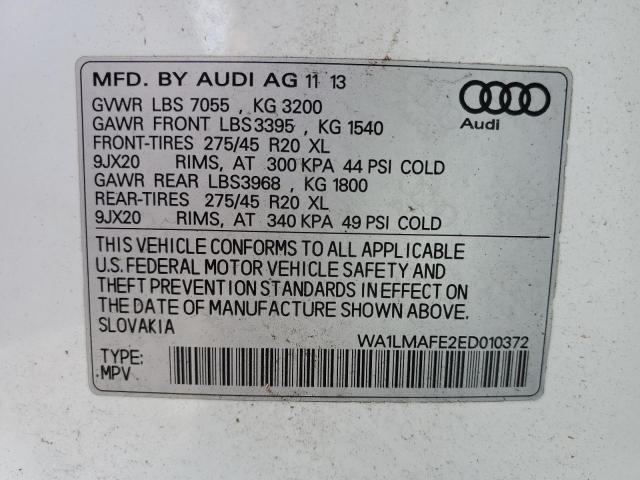 MFD. BY AUDI AG 11 13
GVWR LBS 7055 , KG 3200
GAWR FRONT LBS3395 , KG 1540
FRONT-TIRES 275/45 R20 XL
9JX20 RIMS, AT 300 KPA 44 PSI COLD
GAWR REAR LBS3968 , KG 1800
REAR-TIRES 275/45 R20 XL
9JX20 RIMS, AT 340 KPA 49 PSI COLD
Audi
THIS VEHICLE CONFORMS TO ALL APPLICABLE
U.S. FEDERAL MOTOR VEHICLE SAFETY AND
THEFT PREVENTION STANDARDS IN EFFECT ON
THE DATE OF MANUFACTURE SHOWN ABOVE.
SLOVAKIA
WA1LMAFE2ED010372
TYPE:
MPV